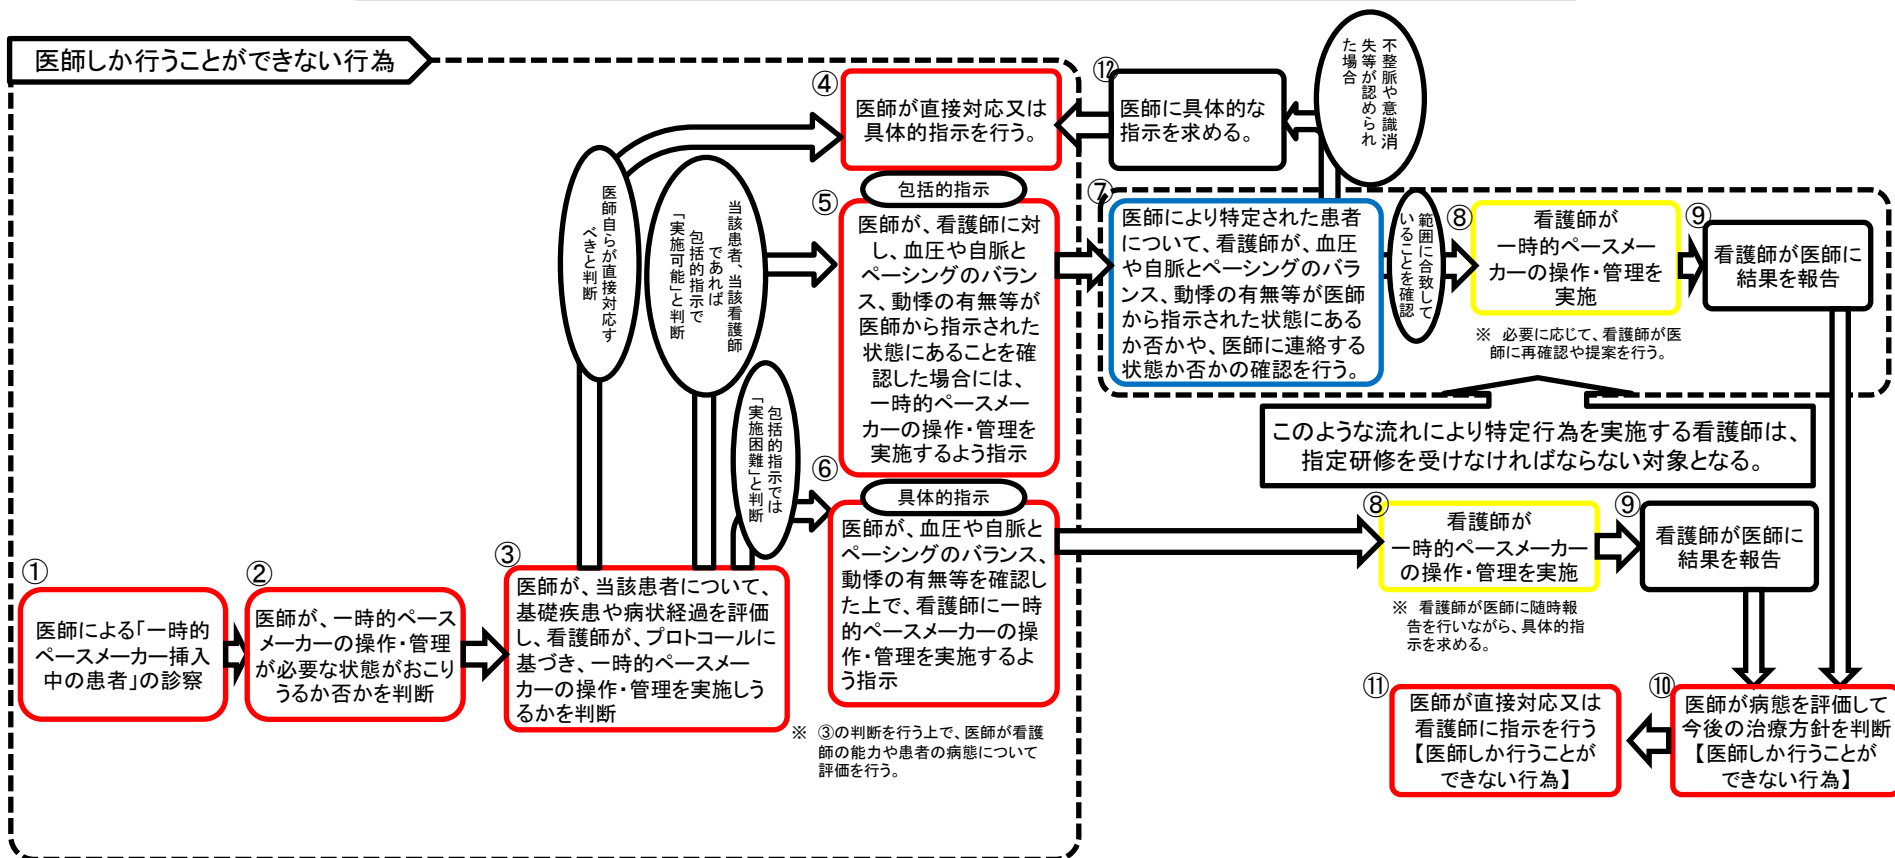 医師しか行うことができない行為
①
医師による「一時的
ペースメーカー挿入
中の患者」の診察
②
医師が、一時的ペース
メーカーの操作・管理
が必要な状態がおこり
うるか否かを判断
③
医師が、当該患者について、
基礎疾患や病状経過を評価
し、看護師が、プロトコールに
基づき、一時的ペースメー
カーの操作・管理を実施しう
るかを判断
※ ③の判断を行う上で、医師が看護
師の能力や患者の病態について
評価を行う。
医師自らが直接対応す
べきと判断
当該患者、当該看護師
であれば
包括的指示で
「実施可能」と判断
包括的指示では
「実施困難」と判断
④
医師が直接対応又は
具体的指示を行う。
⑤
包括的指示
医師が、看護師に対
し、血圧や自脈と
ペーシングのバラン
ス、動悸の有無等が
医師から指示された
状態にあることを確
認した場合には、
一時的ペースメー
カーの操作・管理を
実施するよう指示
⑥
具体的指示
医師が、血圧や自脈と
ペーシングのバランス、
動悸の有無等を確認し
た上で、看護師に一時
的ペースメーカーの操
作・管理を実施するよ
う指示
⑫
医師に具体的な
指示を求める。
不整脈や意識消
失等が認められ
た場合
⑦
医師により特定された患者
について、看護師が、血圧
や自脈とペーシングのバラ
ンス、動悸の有無等が医師
から指示された状態にある
か否かや、医師に連絡する
状態か否かの確認を行う。
範囲に合致して
いることを確認
⑧
看護師が
一時的ペースメー
カーの操作・管理を
実施
※ 必要に応じて、看護師が医
師に再確認や提案を行う。
⑨
看護師が医師に
結果を報告
このような流れにより特定行為を実施する看護師は、
指定研修を受けなければならない対象となる。
⑧
看護師が
一時的ペースメーカー
の操作・管理を実施
※ 看護師が医師に随時報
告を行いながら、具体的指
示を求める。
⑨
看護師が医師に
結果を報告
⑩
医師が病態を評価して
今後の治療方針を判断
【医師しか行うことが
できない行為】
⑪
医師が直接対応又は
看護師に指示を行う
【医師しか行うことが
できない行為】